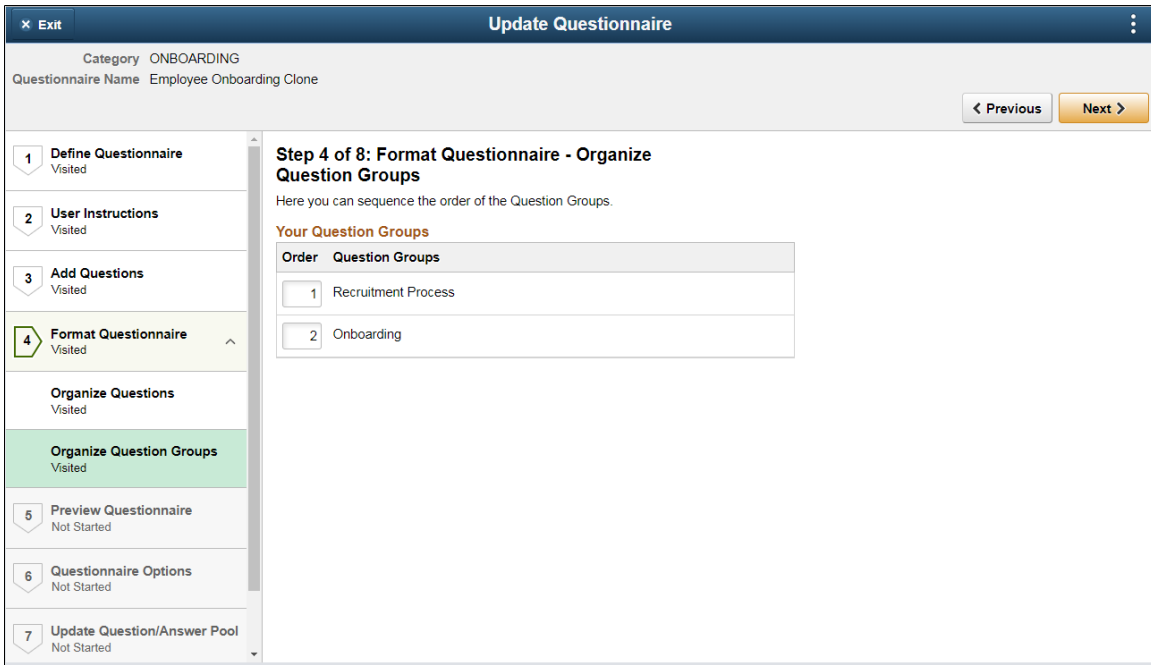 × Exit
Update Questionnaire
Category ONBOARDING
Questionnaire Name Employee Onboarding Clone
Previous
Next
1 Define Questionnaire
Visited
2 User Instructions
Visited
3 Add Questions
Visited
4 Format Questionnaire
Visited
Organize Questions
Visited
Organize Question Groups
Visited
5 Preview Questionnaire
Not Started
6 Questionnaire Options
Not Started
7 Update Question/Answer Pool
Not Started
Step 4 of 8: Format Questionnaire - Organize
Question Groups
Here you can sequence the order of the Question Groups.
Your Question Groups
Order Question Groups
1 Recruitment Process
2 Onboarding